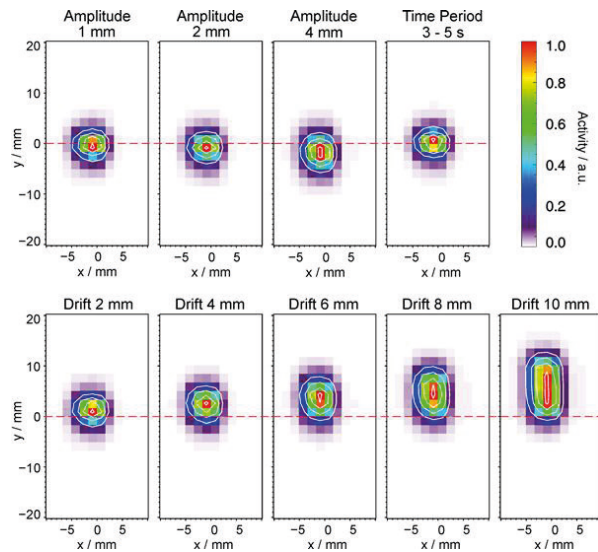 Amplitude
1 mm
Amplitude
2 mm
Amplitude
4 mm
Time Period
3 - 5 s
20
10
0
−10
−20
y / mm
−5 0 5
x / mm
−5 0 5
x / mm
−5 0 5
x / mm
−5 0 5
x / mm
1.0
0.8
0.6
0.4
0.2
0.0
Activity / a.u.
Drift 2 mm
Drift 4 mm
Drift 6 mm
Drift 8 mm
Drift 10 mm
20
10
0
−10
−20
y / mm
−5 0 5
x / mm
−5 0 5
x / mm
−5 0 5
x / mm
−5 0 5
x / mm
−5 0 5
x / mm